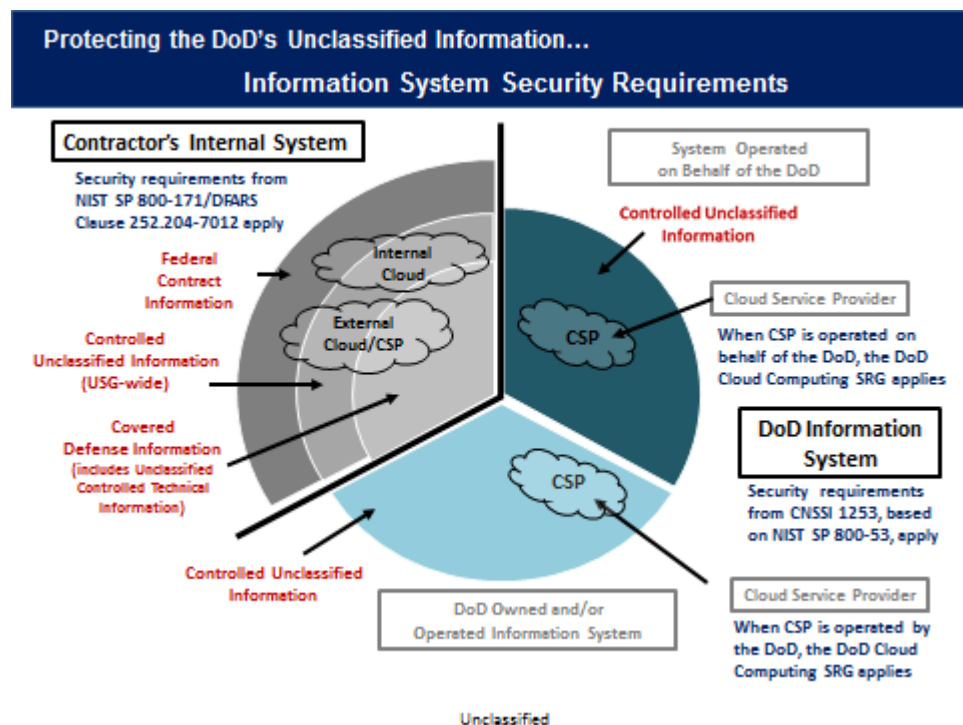 Protecting the DoD's Unclassified Information...
Information System Security Requirements
Contractor's Internal System
Security requirements from
NIST SP 800-171/DFARS
Clause 252.204-7012 apply
Federal
Contract
Information
Controlled
Unclassified Information
(USG-wide)
Covered
Defense Information
(includes Unclassified
Controlled Technical
Information)
Internal
Cloud
External
Cloud/CSP
Controlled Unclassified
Information
System Operated
on Behalf of the DoD
Controlled Unclassified
Information
CSP
Cloud Service Provider
When CSP is operated on
behalf of the DoD, the DoD
Cloud Computing SRG applies
DoD Information
System
Security requirements
from CNSSI 1253, based
on NIST SP 800-53, apply
CSP
Cloud Service Provider
When CSP is operated by
the DoD, the DoD Cloud
Computing SRG applies
DoD Owned and/or
Operated Information System
Unclassified